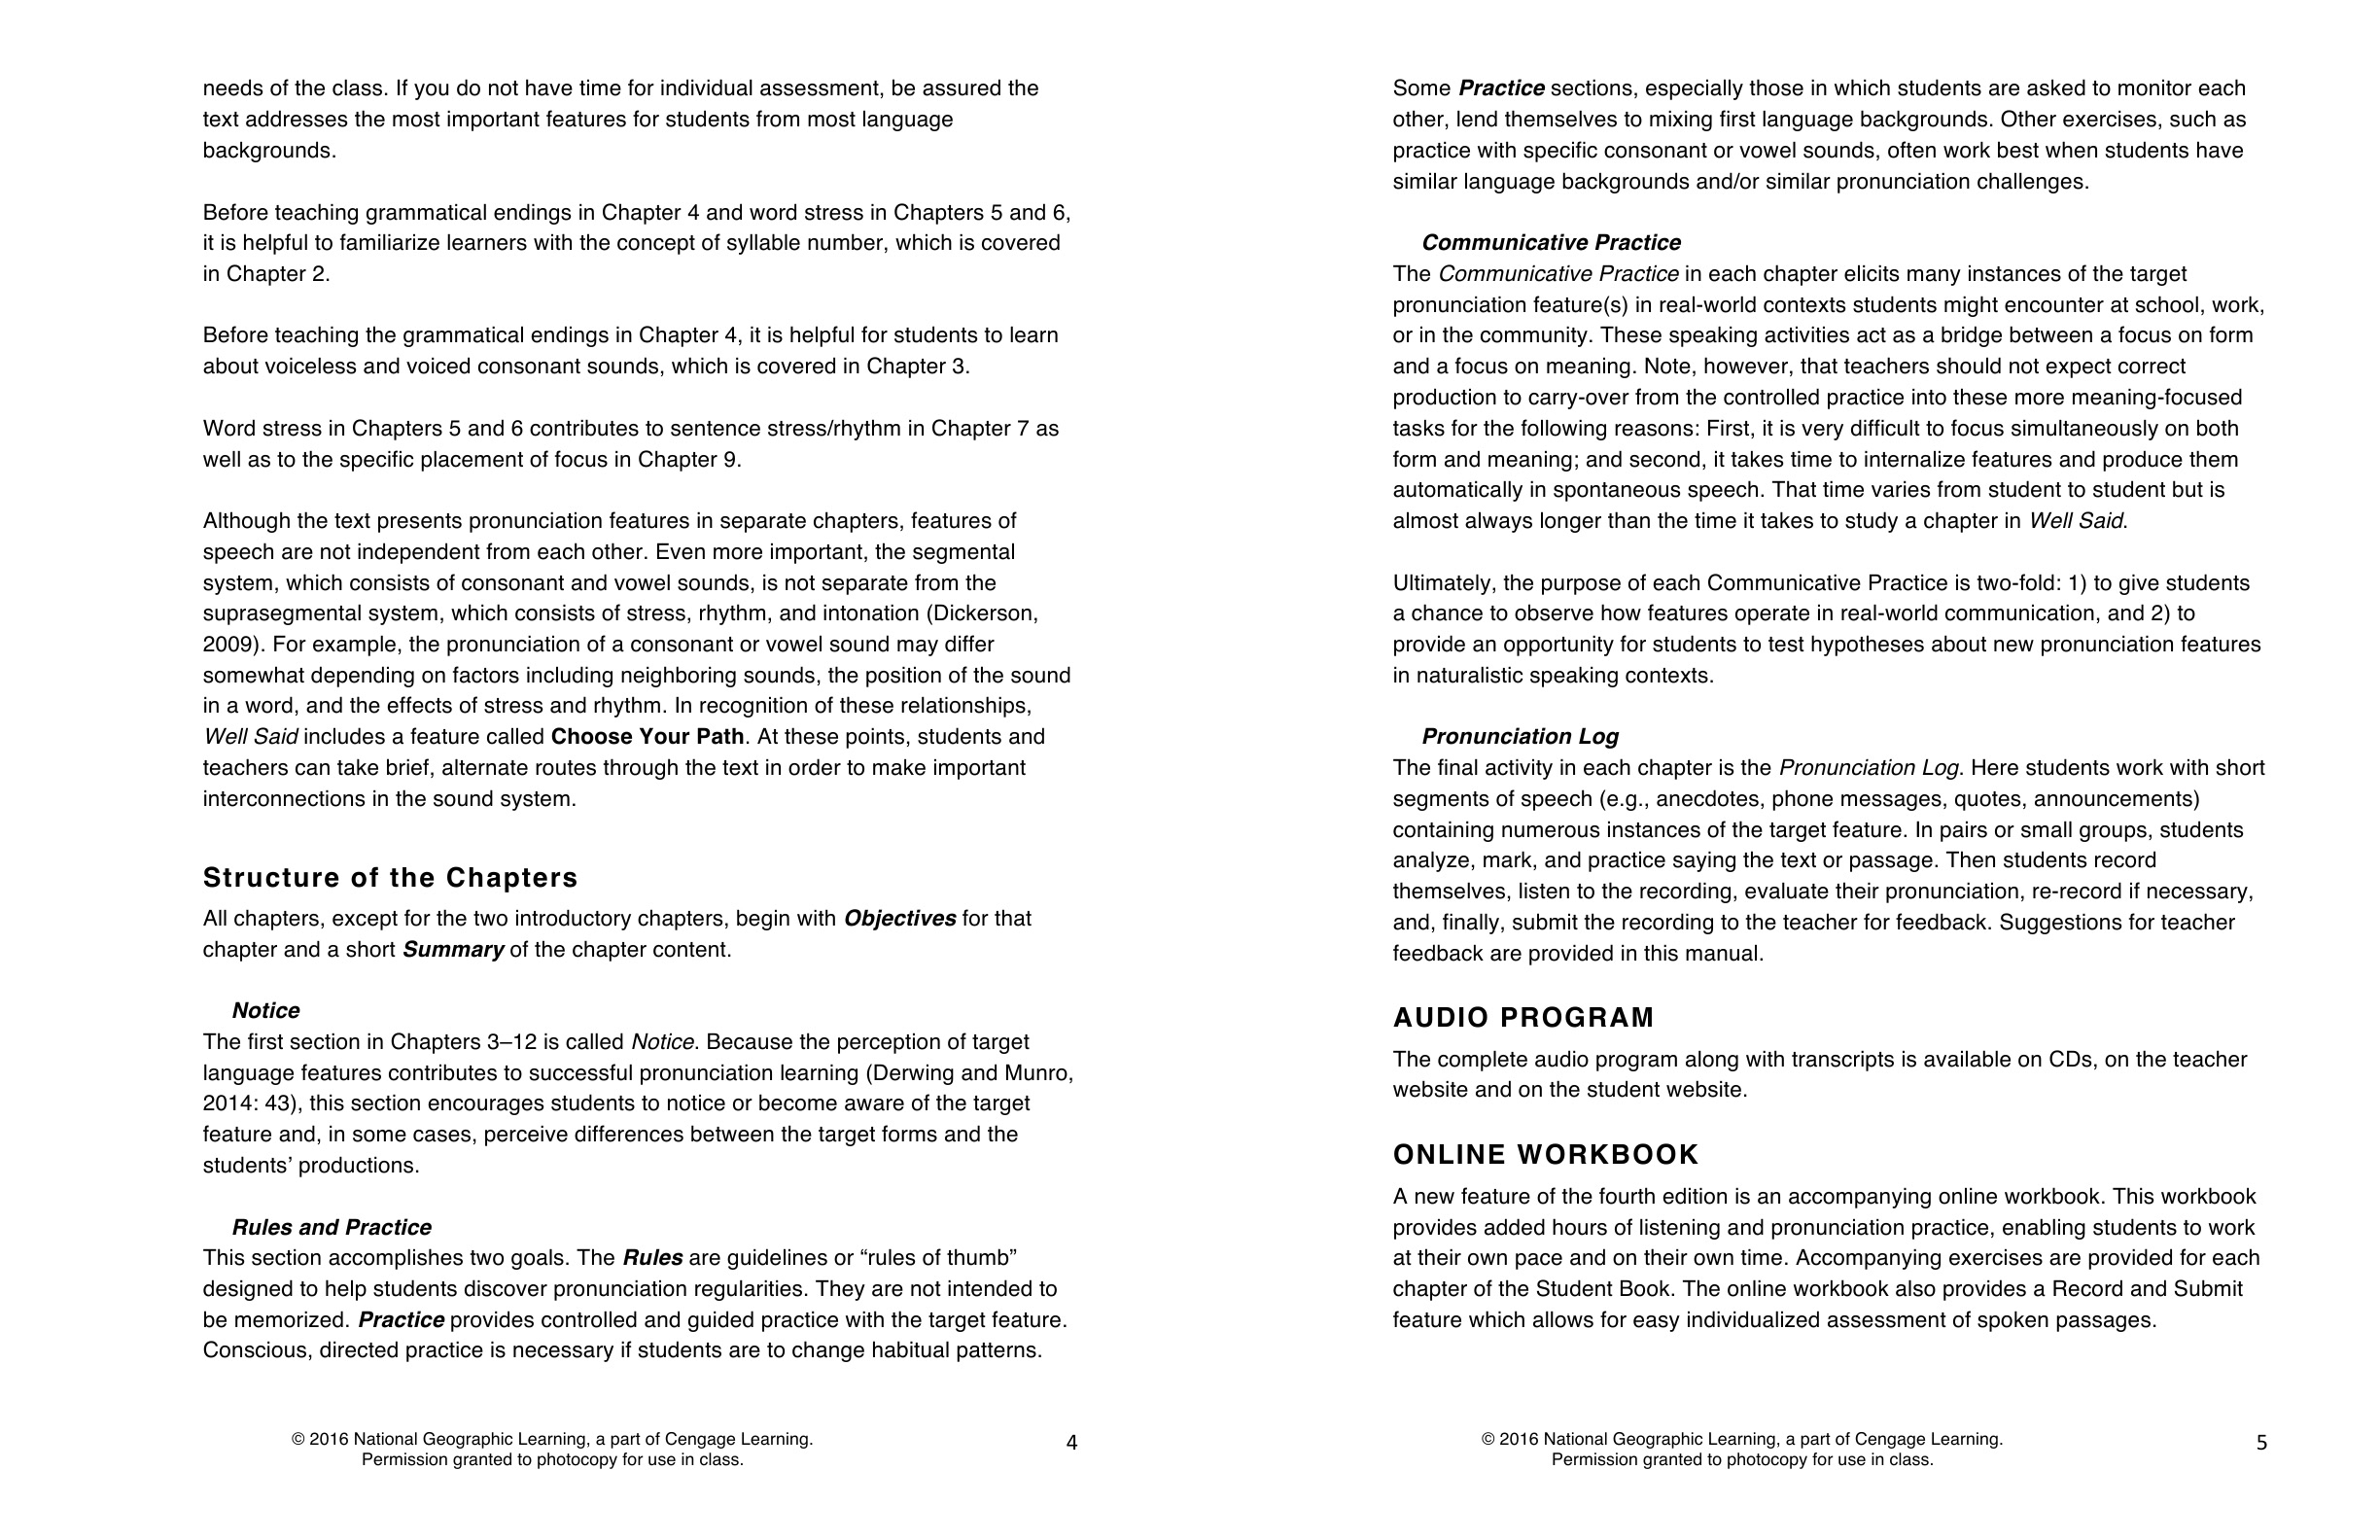 needs of the class. If you do not have time for individual assessment, be assured the
text addresses the most important features for students from most language
backgrounds.
Before teaching grammatical endings in Chapter 4 and word stress in Chapters 5 and 6,
it is helpful to familiarize learners with the concept of syllable number, which is covered
in Chapter 2.
Before teaching the grammatical endings in Chapter 4, it is helpful for students to learn
about voiceless and voiced consonant sounds, which is covered in Chapter 3.
Word stress in Chapters 5 and 6 contributes to sentence stress/rhythm in Chapter 7 as
well as to the specific placement of focus in Chapter 9.
Although the text presents pronunciation features in separate chapters, features of
speech are not independent from each other. Even more important, the segmental
system, which consists of consonant and vowel sounds, is not separate from the
suprasegmental system, which consists of stress, rhythm, and intonation (Dickerson,
2009). For example, the pronunciation of a consonant or vowel sound may differ
somewhat depending on factors including neighboring sounds, the position of the sound
in a word, and the effects of stress and rhythm. In recognition of these relationships,
Well Said includes a feature called Choose Your Path. At these points, students and
teachers can take brief, alternate routes through the text in order to make important
interconnections in the sound system.
Structure of the Chapters
All chapters, except for the two introductory chapters, begin with Objectives for that
chapter and a short Summary of the chapter content.
Notice
The first section in Chapters 3–12 is called Notice. Because the perception of target
language features contributes to successful pronunciation learning (Derwing and Munro,
2014: 43), this section encourages students to notice or become aware of the target
feature and, in some cases, perceive differences between the target forms and the
students’ productions.
Rules and Practice
This section accomplishes two goals. The Rules are guidelines or “rules of thumb”
designed to help students discover pronunciation regularities. They are not intended to
be memorized. Practice provides controlled and guided practice with the target feature.
Conscious, directed practice is necessary if students are to change habitual patterns.
© 2016 National Geographic Learning, a part of Cengage Learning.
Permission granted to photocopy for use in class.
4
Some Practice sections, especially those in which students are asked to monitor each
other, lend themselves to mixing first language backgrounds. Other exercises, such as
practice with specific consonant or vowel sounds, often work best when students have
similar language backgrounds and/or similar pronunciation challenges.
Communicative Practice
The Communicative Practice in each chapter elicits many instances of the target
pronunciation feature(s) in real-world contexts students might encounter at school, work,
or in the community. These speaking activities act as a bridge between a focus on form
and a focus on meaning. Note, however, that teachers should not expect correct
production to carry-over from the controlled practice into these more meaning-focused
tasks for the following reasons: First, it is very difficult to focus simultaneously on both
form and meaning; and second, it takes time to internalize features and produce them
automatically in spontaneous speech. That time varies from student to student but is
almost always longer than the time it takes to study a chapter in Well Said.
Ultimately, the purpose of each Communicative Practice is two-fold: 1) to give students
a chance to observe how features operate in real-world communication, and 2) to
provide an opportunity for students to test hypotheses about new pronunciation features
in naturalistic speaking contexts.
Pronunciation Log
The final activity in each chapter is the Pronunciation Log. Here students work with short
segments of speech (e.g., anecdotes, phone messages, quotes, announcements)
containing numerous instances of the target feature. In pairs or small groups, students
analyze, mark, and practice saying the text or passage. Then students record
themselves, listen to the recording, evaluate their pronunciation, re-record if necessary,
and, finally, submit the recording to the teacher for feedback. Suggestions for teacher
feedback are provided in this manual.
AUDIO PROGRAM
The complete audio program along with transcripts is available on CDs, on the teacher
website and on the student website.
ONLINE WORKBOOK
A new feature of the fourth edition is an accompanying online workbook. This workbook
provides added hours of listening and pronunciation practice, enabling students to work
at their own pace and on their own time. Accompanying exercises are provided for each
chapter of the Student Book. The online workbook also provides a Record and Submit
feature which allows for easy individualized assessment of spoken passages.
© 2016 National Geographic Learning, a part of Cengage Learning.
Permission granted to photocopy for use in class.
5